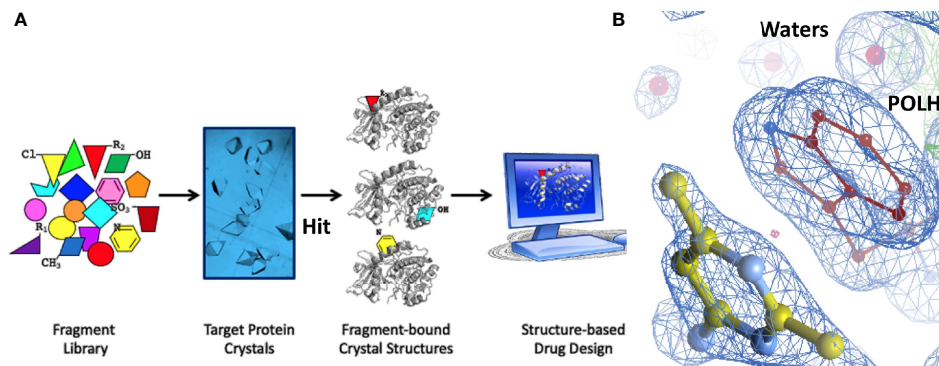 A
Cl
R2
OH
SO3
R1
N
CH3
Hit
R2
OH
N
Fragment
Library
Target Protein
Crystals
Fragment-bound
Crystal Structures
Structure-based
Drug Design
B
Waters
POLH